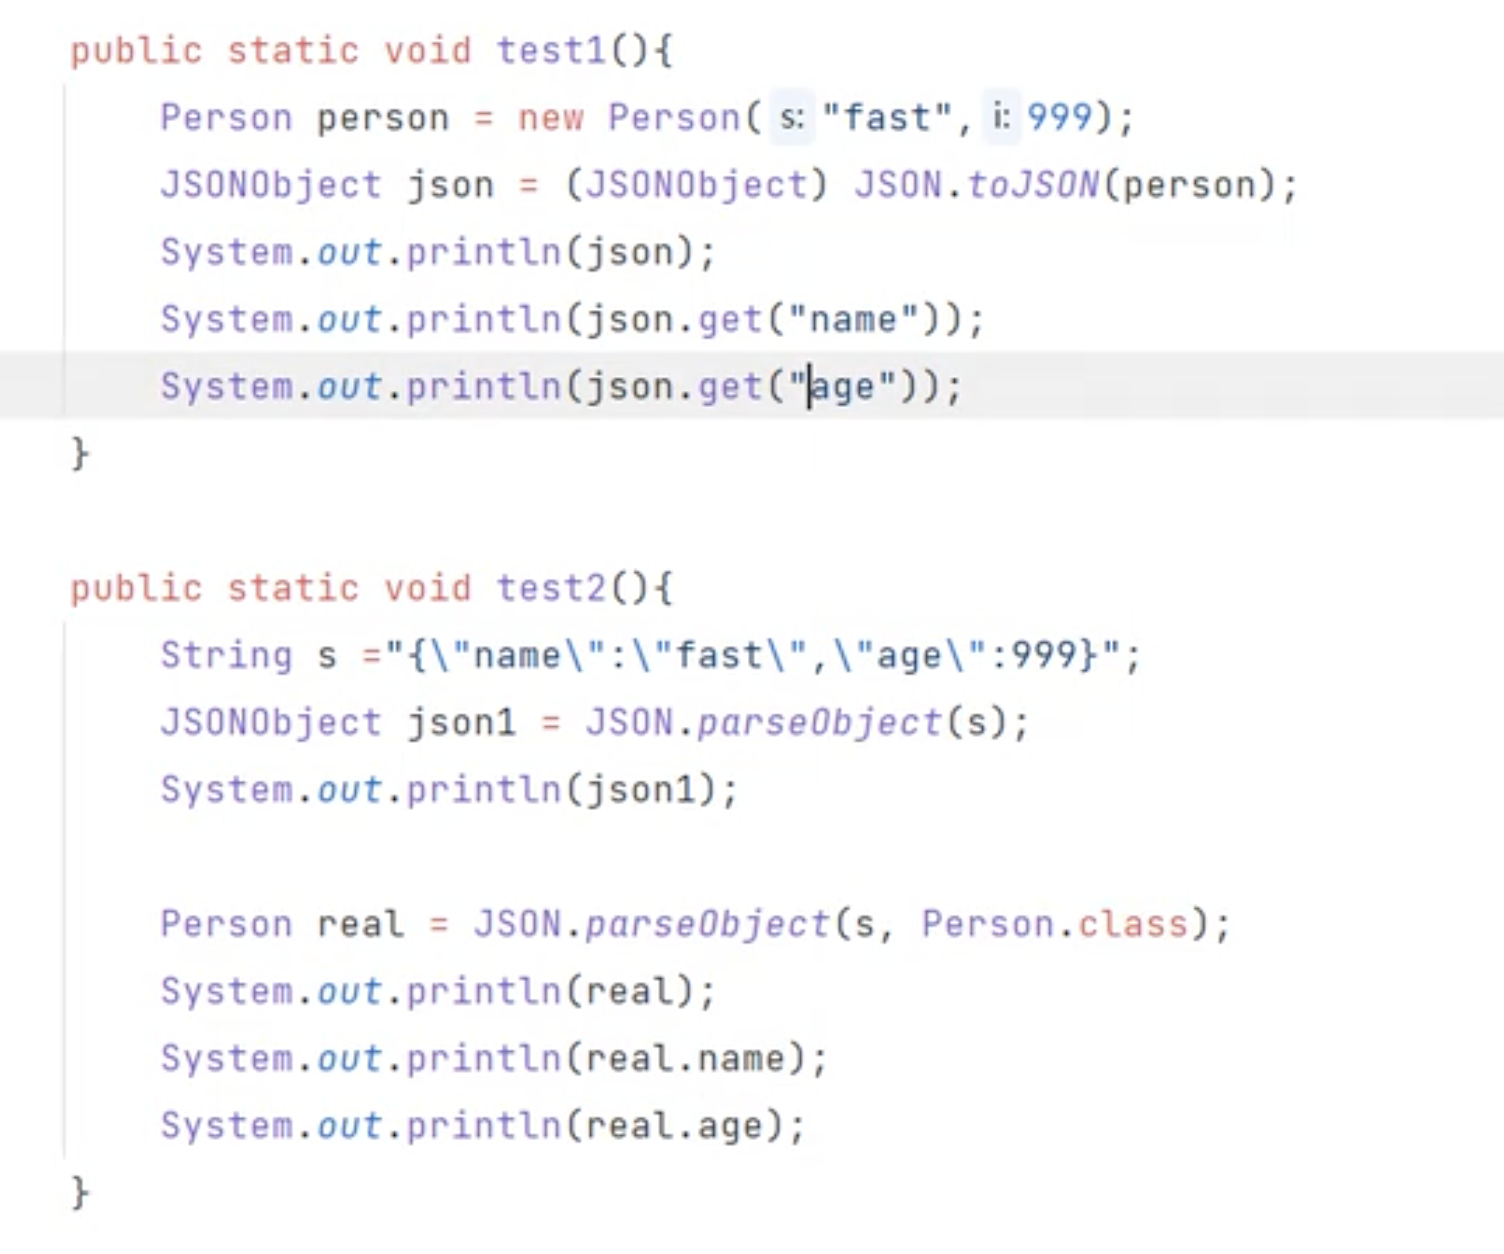 public static void test1(){
Person person = new Person( s: "fast", i: 999);
JSONObject json = (JSONObject) JSON.toJSON(person);
System.out.println(json);
System.out.println(json.get("name"));
System.out.println(json.get("age"));
}
public static void test2(){
String s ="{\"name\":\"fast\",\"age\":999}";
JSONObject json1 = JSON.parseObject(s);
System.out.println(json1);
Person real = JSON.parseObject(s, Person.class);
System.out.println(real);
System.out.println(real.name);
System.out.println(real.age);
}